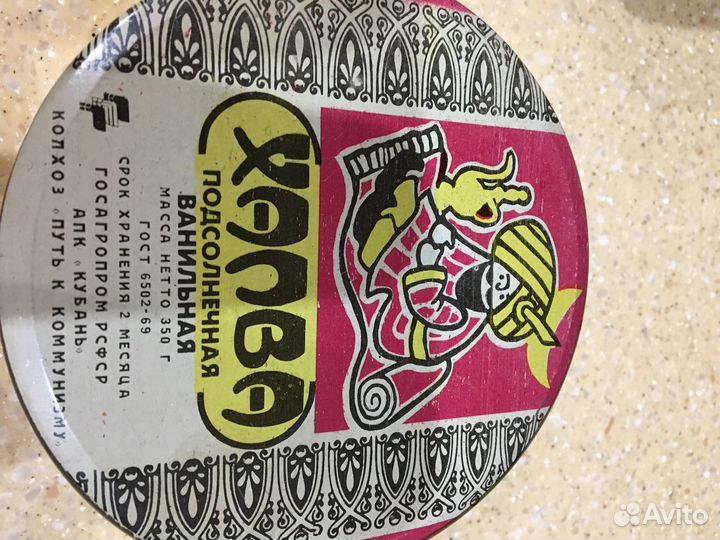 ХАЛВА
ПОДСОЛНЕЧНАЯ
ВАНИЛЬНАЯ
МАССА НЕТТО 350 Г
ГОСТ 6502-69
СРОК ХРАНЕНИЯ 2 МЕСЯЦА
ГОСАГРОПРОМ РСФСР
АПК «КУБАНЬ»
КОЛХОЗ «ПУТЬ К КОММУНИЗМУ»
Avito